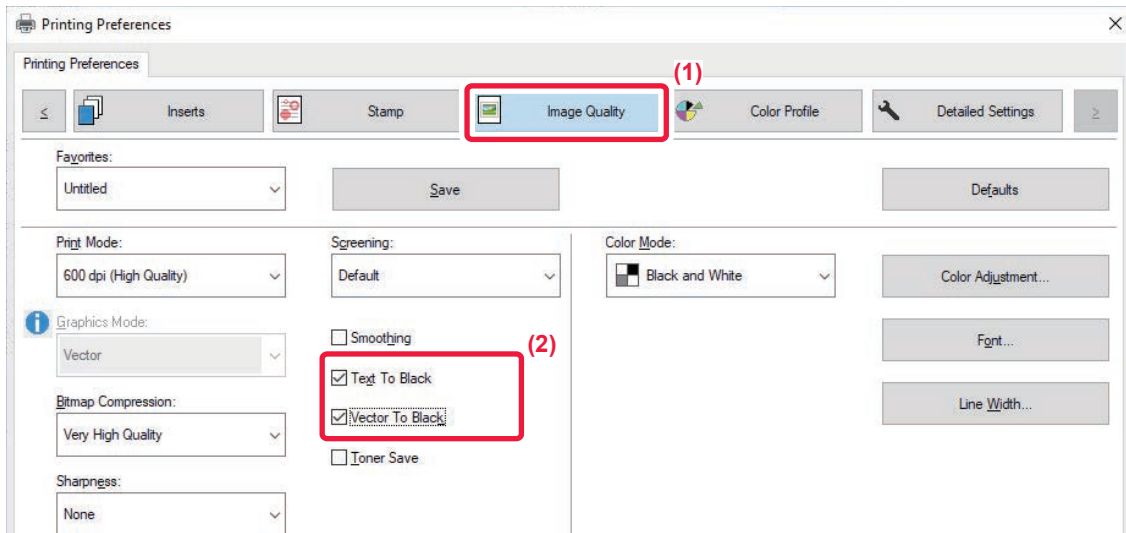 Printing Preferences
Printing Preferences
(1)
< Inserts Stamp Image Quality Color Profile Detailed Settings >
Favorites:
Untitled Save Defaults
Print Mode: Screening: Color Mode:
600 dpi (High Quality) Default Black and White Color Adjustment...
Graphics Mode:
Smoothing (2) Font...
Vector
Text To Black
Bitmap Compression: Line Width...
Vector To Black
Very High Quality
Toner Save
Sharpness:
None